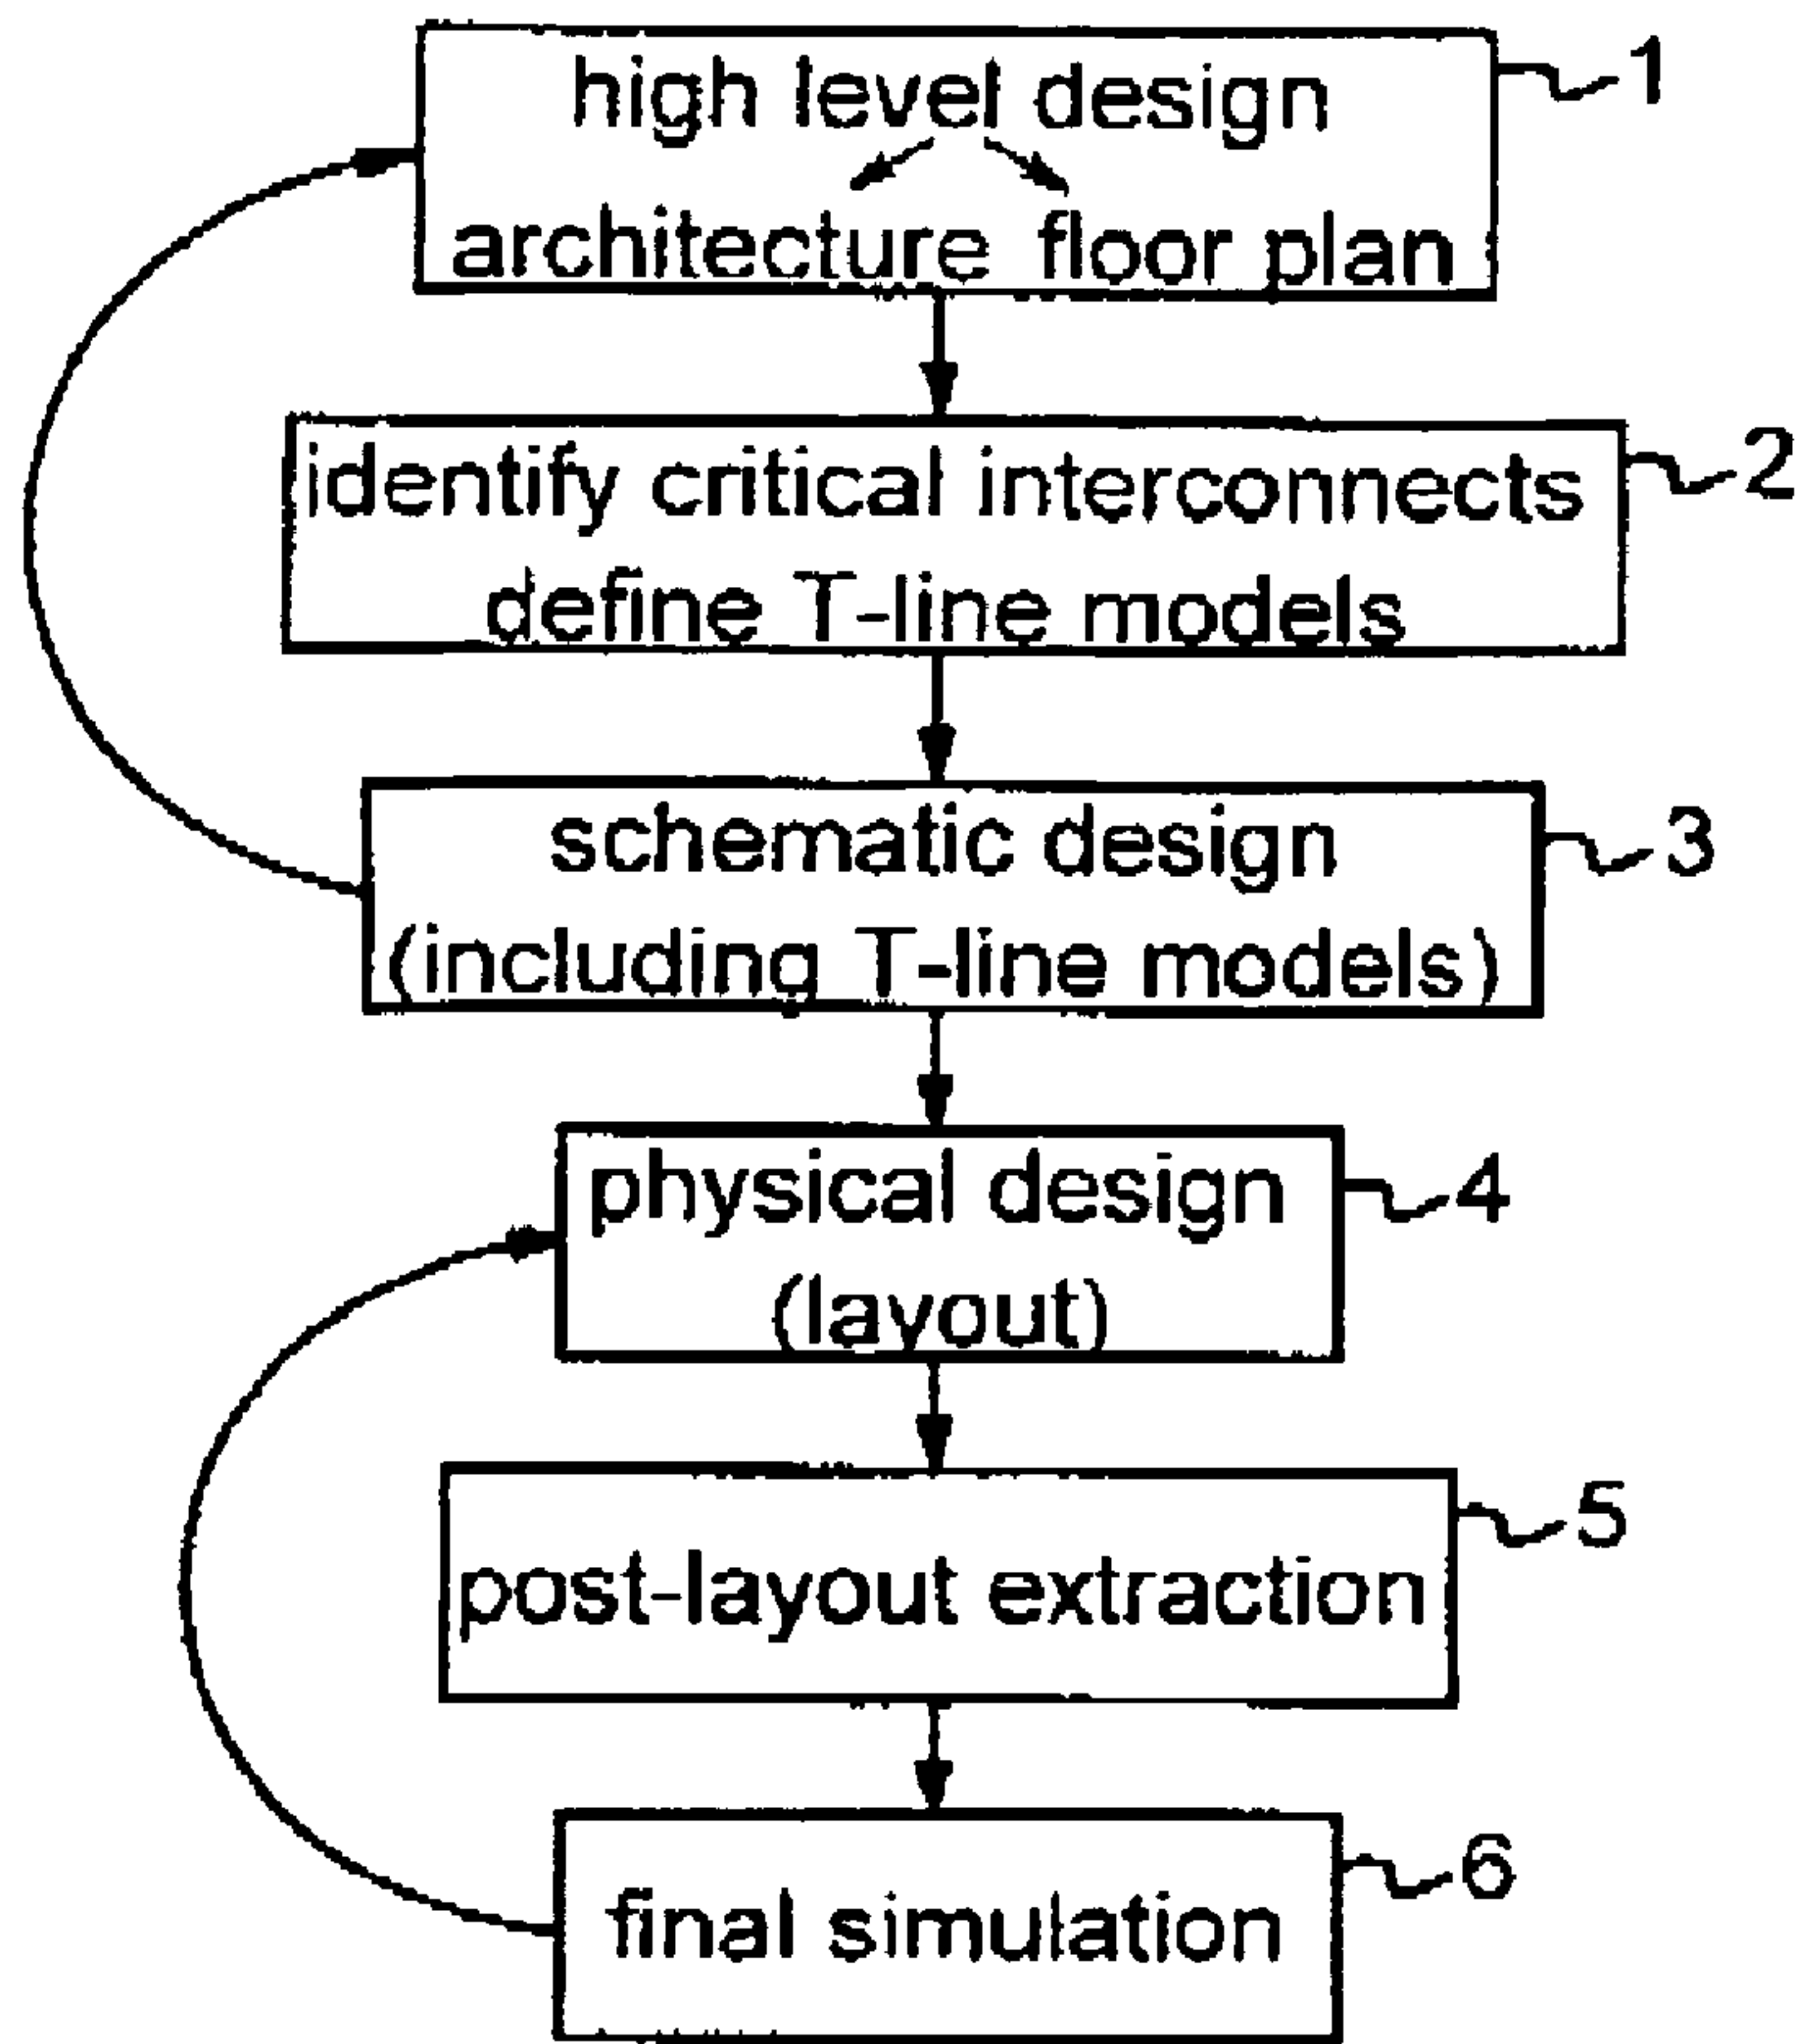 high level design
1
architecture floor plan
identify critical interconnects
2
define T-line models
schematic design
3
(including T-line models)
physical design
4
(layout)
5
post-layout extraction
6
final simulation